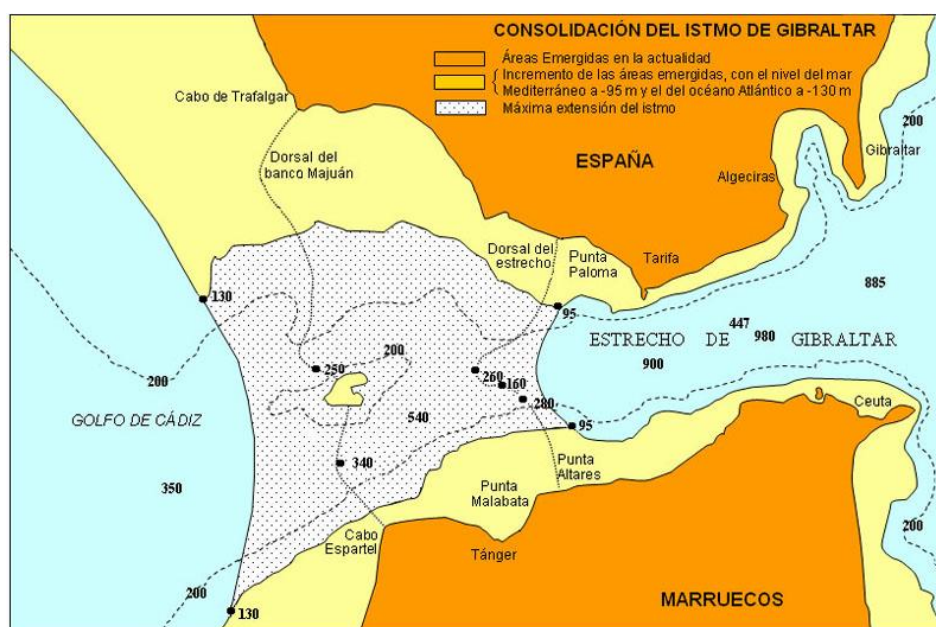 CONSOLIDACIÓN DEL ISTMO DE GIBRALTAR
Áreas Emergidas en la actualidad
Incremento de las áreas emergidas, con el nivel del mar
Mediterráneo a -95 m y el del océano Atlántico a -130 m
Máxima extensión del istmo
Cabo de Trafalgar
200
Gibraltar
Dorsal del
banco Majuán
ESPAÑA
Algeciras
Dorsal del
estrecho
Punta
Paloma
Tarifa
885
130
95
447
ESTRECHO DE GIBRALTAR
980
900
200
250
200
260
160
280
Ceuta
GOLFO DE CÁDIZ
540
95
340
Punta
Altares
350
Punta
Malabata
200
Cabo
Espartel
Tánger
200
130
MARRUECOS